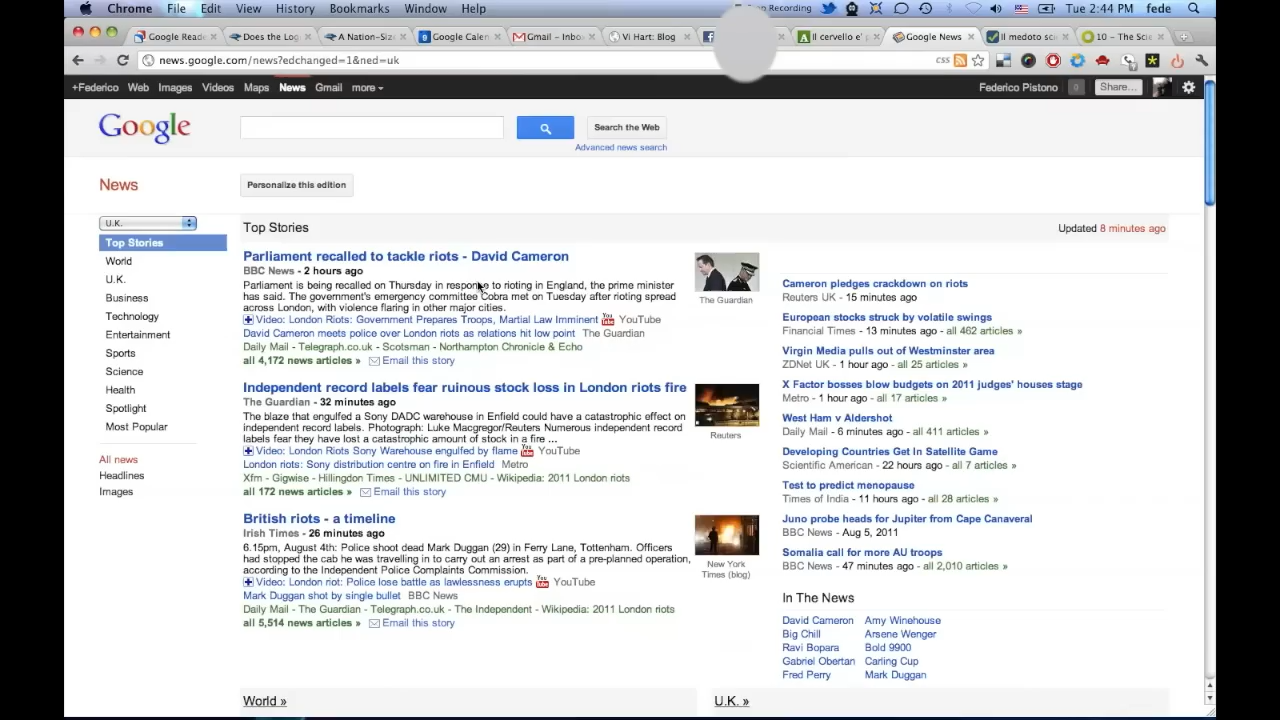 Chrome File Edit View History Bookmarks Window Help
Recording Tue 2:44 PM fede
Google Reade Does the Log A Nation-Size Google Calen Gmail - Inbo Vi Hart: Blog Il cervello e' p Google News Il medoto sci 10 - The Scie
news.google.com/news?edchanged=1&ned=uk
CSS
+Federico Web Images Videos Maps News Gmail more
Federico Pistono 0 Share...
Google
Search the Web
Advanced news search
News
Personalize this edition
U.K.
Top Stories
World
U.K.
Business
Technology
Entertainment
Sports
Science
Health
Spotlight
Most Popular
All news
Headlines
Images
Top Stories
Updated 8 minutes ago
Parliament recalled to tackle riots - David Cameron
BBC News - 2 hours ago
Parliament is being recalled on Thursday in response to rioting in England, the prime minister
has said. The government's emergency committee Cobra met on Tuesday after rioting spread
across London, with violence flaring in other major cities.
Video: London Riots: Government Prepares Troops, Martial Law Imminent YouTube
David Cameron meets police over London riots as relations hit low point The Guardian
Daily Mail - Telegraph.co.uk - Scotsman - Northampton Chronicle & Echo
all 4,172 news articles » Email this story
The Guardian
Independent record labels fear ruinous stock loss in London riots fire
The Guardian - 32 minutes ago
The blaze that engulfed a Sony DADC warehouse in Enfield could have a catastrophic effect on
independent record labels. Photograph: Luke Macgregor/Reuters Numerous independent record
labels fear they have lost a catastrophic amount of stock in a fire ...
Video: London Riots Sony Warehouse engulfed by flame YouTube
London riots: Sony distribution centre on fire in Enfield Metro
Xfm - Gigwise - Hillingdon Times - UNLIMITED CMU - Wikipedia: 2011 London riots
all 172 news articles » Email this story
Reuters
British riots - a timeline
Irish Times - 26 minutes ago
6.15pm, August 4th: Police shoot dead Mark Duggan (29) in Ferry Lane, Tottenham. Officers
had stopped the cab he was travelling in to carry out an arrest as part of a pre-planned operation,
according to the Independent Police Complaints Commission.
Video: London riot: Police lose battle as lawlessness erupts YouTube
Mark Duggan shot by single bullet BBC News
Daily Mail - The Guardian - Telegraph.co.uk - The Independent - Wikipedia: 2011 London riots
all 5,514 news articles » Email this story
New York
Times (blog)
Cameron pledges crackdown on riots
Reuters UK - 15 minutes ago
European stocks struck by volatile swings
Financial Times - 13 minutes ago - all 462 articles »
Virgin Media pulls out of Westminster area
ZDNet UK - 1 hour ago - all 25 articles »
X Factor bosses blow budgets on 2011 judges' houses stage
Metro - 1 hour ago - all 17 articles »
West Ham v Aldershot
Daily Mail - 6 minutes ago - all 411 articles »
Developing Countries Get In Satellite Game
Scientific American - 22 hours ago - all 7 articles »
Test to predict menopause
Times of India - 11 hours ago - all 28 articles »
Juno probe heads for Jupiter from Cape Canaveral
BBC News - Aug 5, 2011
Somalia call for more AU troops
BBC News - 47 minutes ago - all 2,010 articles »
In The News
David Cameron Amy Winehouse
Big Chill Arsene Wenger
Ravi Bopara Bold 9900
Gabriel Obertan Carling Cup
Fred Perry Mark Duggan
World »
U.K. »